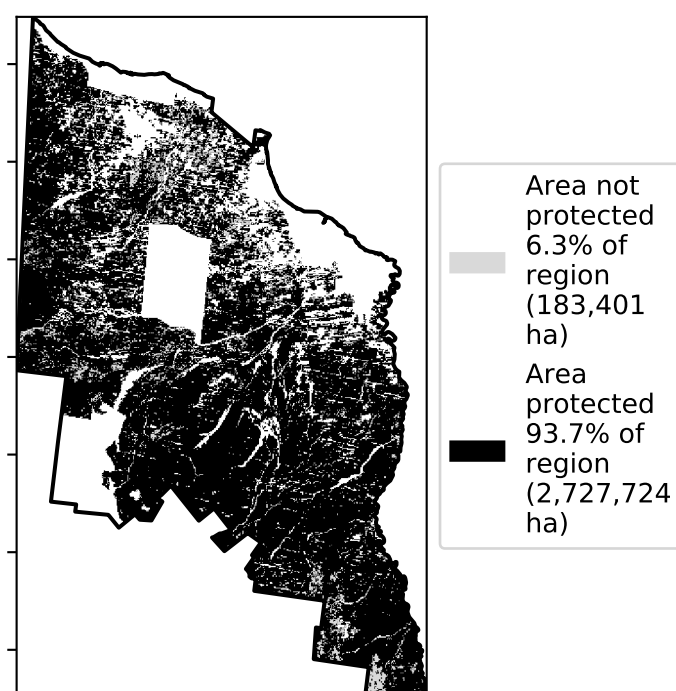 Area not
protected
6.3% of
region
(183,401
ha)
Area
protected
93.7% of
region
(2,727,724
ha)